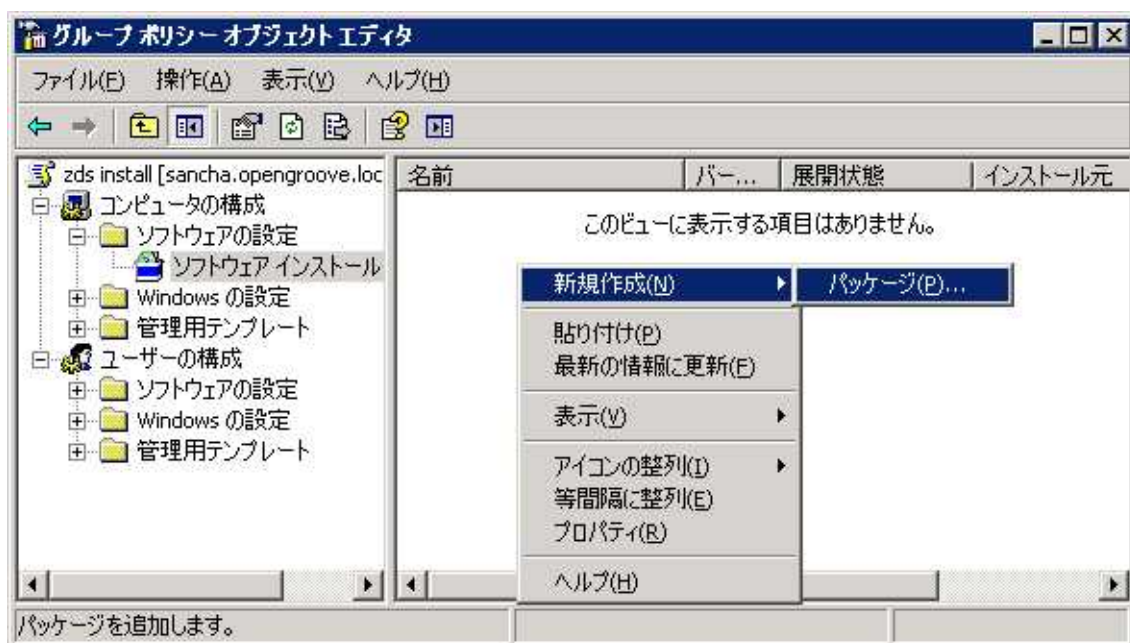 グループ ポリシー オブジェクト エディタ
ファイル(F) 操作(A) 表示(V) ヘルプ(H)
zds install [sancha.opengroove.loc
コンピュータの構成
ソフトウェアの設定
ソフトウェア インストール
Windows の設定
管理用テンプレート
ユーザーの構成
ソフトウェアの設定
Windows の設定
管理用テンプレート
名前 バー... 展開状態 インストール元
このビューに表示する項目はありません。
新規作成(N)
パッケージ(P)...
貼り付け(P)
最新の情報に更新(F)
表示(V)
アイコンの整列(I)
等間隔に整列(E)
プロパティ(R)
ヘルプ(H)
パッケージを追加します。